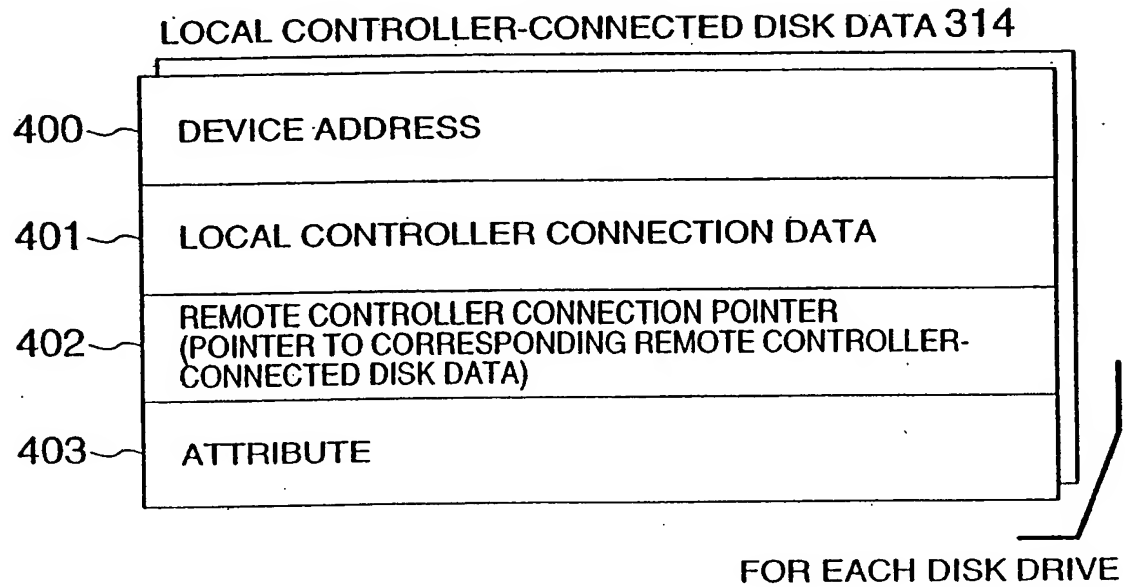 LOCAL CONTROLLER-CONNECTED DISK DATA 314
400 DEVICE ADDRESS
401 LOCAL CONTROLLER CONNECTION DATA
402 REMOTE CONTROLLER CONNECTION POINTER
(POINTER TO CORRESPONDING REMOTE CONTROLLER-
CONNECTED DISK DATA)
403 ATTRIBUTE
FOR EACH DISK DRIVE